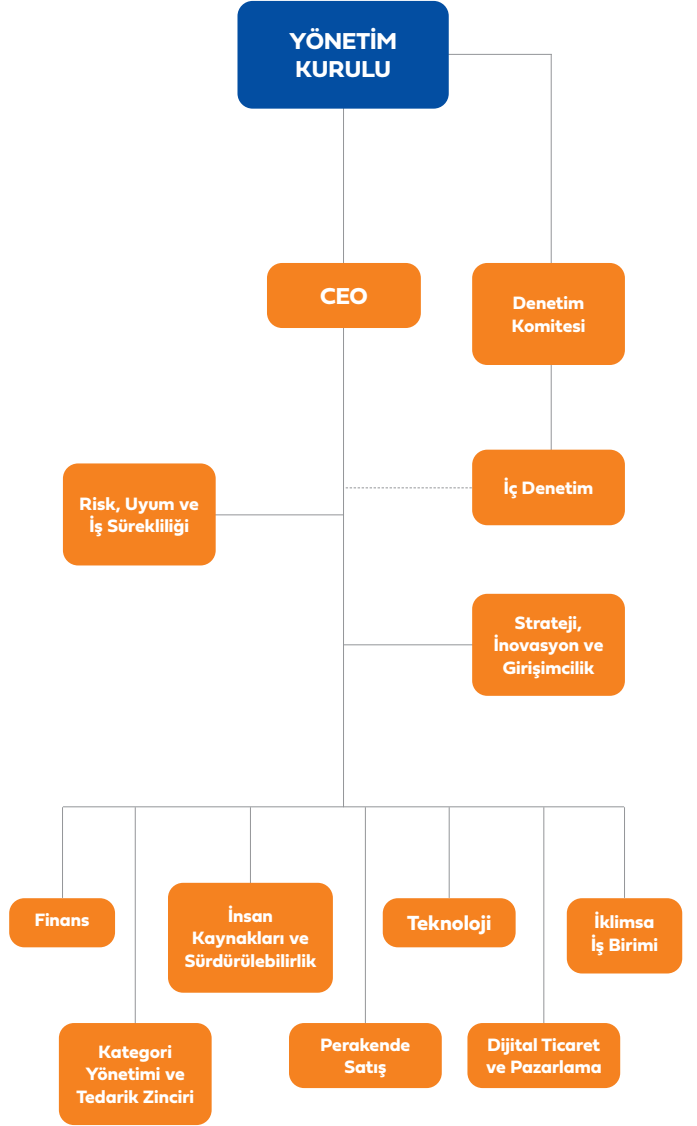 YÖNETİM
KURULU
CEO
Denetim
Komitesi
Risk, Uyum ve
İş Sürekliliği
İç Denetim
Strateji,
İnovasyon ve
Girişimcilik
Finans
İnsan
Kaynakları ve
Sürdürülebilirlik
Teknoloji
İklimsa
İş Birimi
Kategori
Yönetimi ve
Tedarik Zinciri
Perakende
Satış
Dijital Ticaret
ve Pazarlama